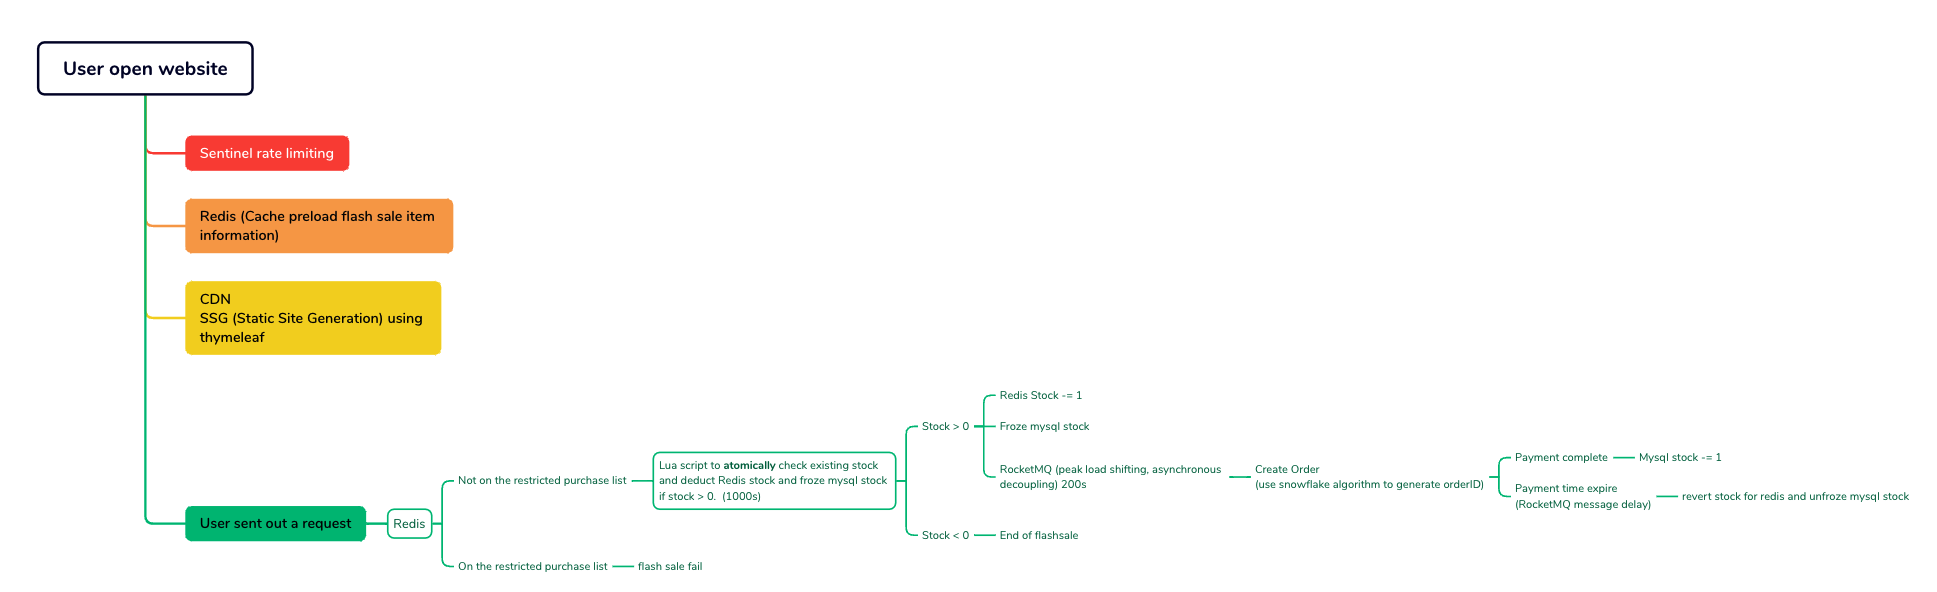 User open website
Sentinel rate limiting
Redis (Cache preload flash sale item
information)
CDN
SSG (Static Site Generation) using
thymeleaf
User sent out a request
Redis
Not on the restricted purchase list
Lua script to atomically check existing stock
and deduct Redis stock and froze mysql stock
if stock > 0.  (1000s)
Stock > 0
Redis Stock -= 1
Froze mysql stock
RocketMQ (peak load shifting, asynchronous
decoupling) 200s
Create Order
(use snowflake algorithm to generate orderID)
Payment complete
Mysql stock -= 1
Payment time expire
(RocketMQ message delay)
revert stock for redis and unfroze mysql stock
Stock < 0
End of flashsale
On the restricted purchase list
flash sale fail